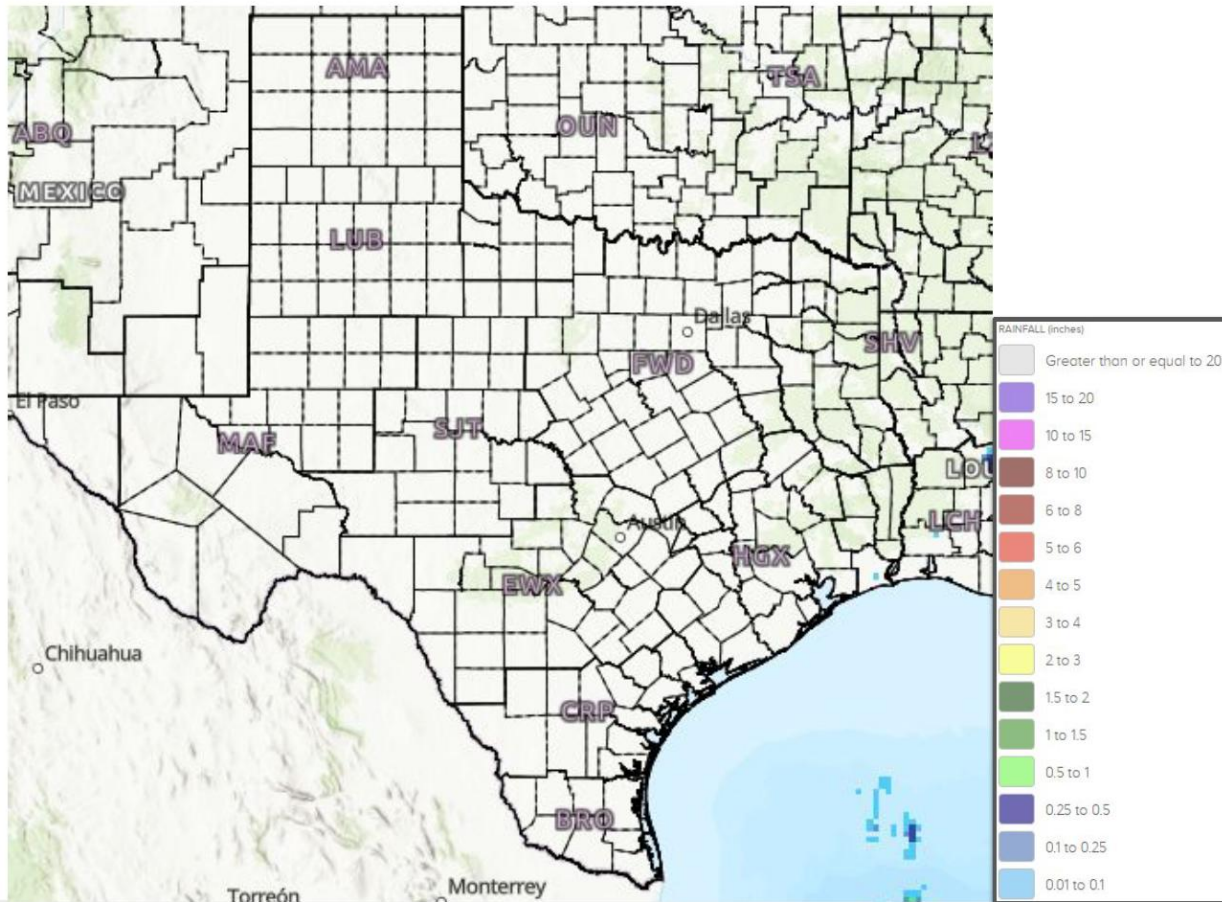 AMA
TSA
OUN
ABQ
MEXICO
LUB
Dallas
SHV
FWD
El Paso
SJT
MAF
LOU
LCH
Austin
HGX
EWX
Chihuahua
CRP
BRO
Monterrey
Torreón
RAINFALL (inches)
Greater than or equal to 20
15 to 20
10 to 15
8 to 10
6 to 8
5 to 6
4 to 5
3 to 4
2 to 3
1.5 to 2
1 to 1.5
0.5 to 1
0.25 to 0.5
0.1 to 0.25
0.01 to 0.1